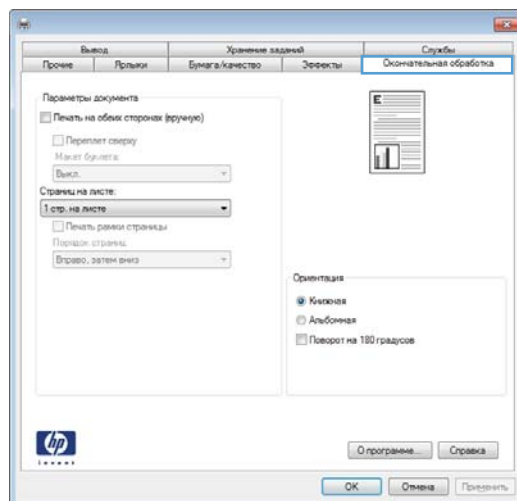 Вывод
Хранение заданий
Службы
Прочие
Ярлыки
Бумага/качество
Эффекты
Окончательная обработка
Параметры документа
Печать на обеих сторонах (вручную)
Переплет сверху
Макет буклета:
Выкл.
Страниц на листе:
1 стр. на листе
Печать рамки страницы
Порядок страниц:
Вправо, затем вниз
E
Ориентация
Книжная
Альбомная
Поворот на 180 градусов
hp
invent
О программе...
Справка
OK
Отмена
Применить